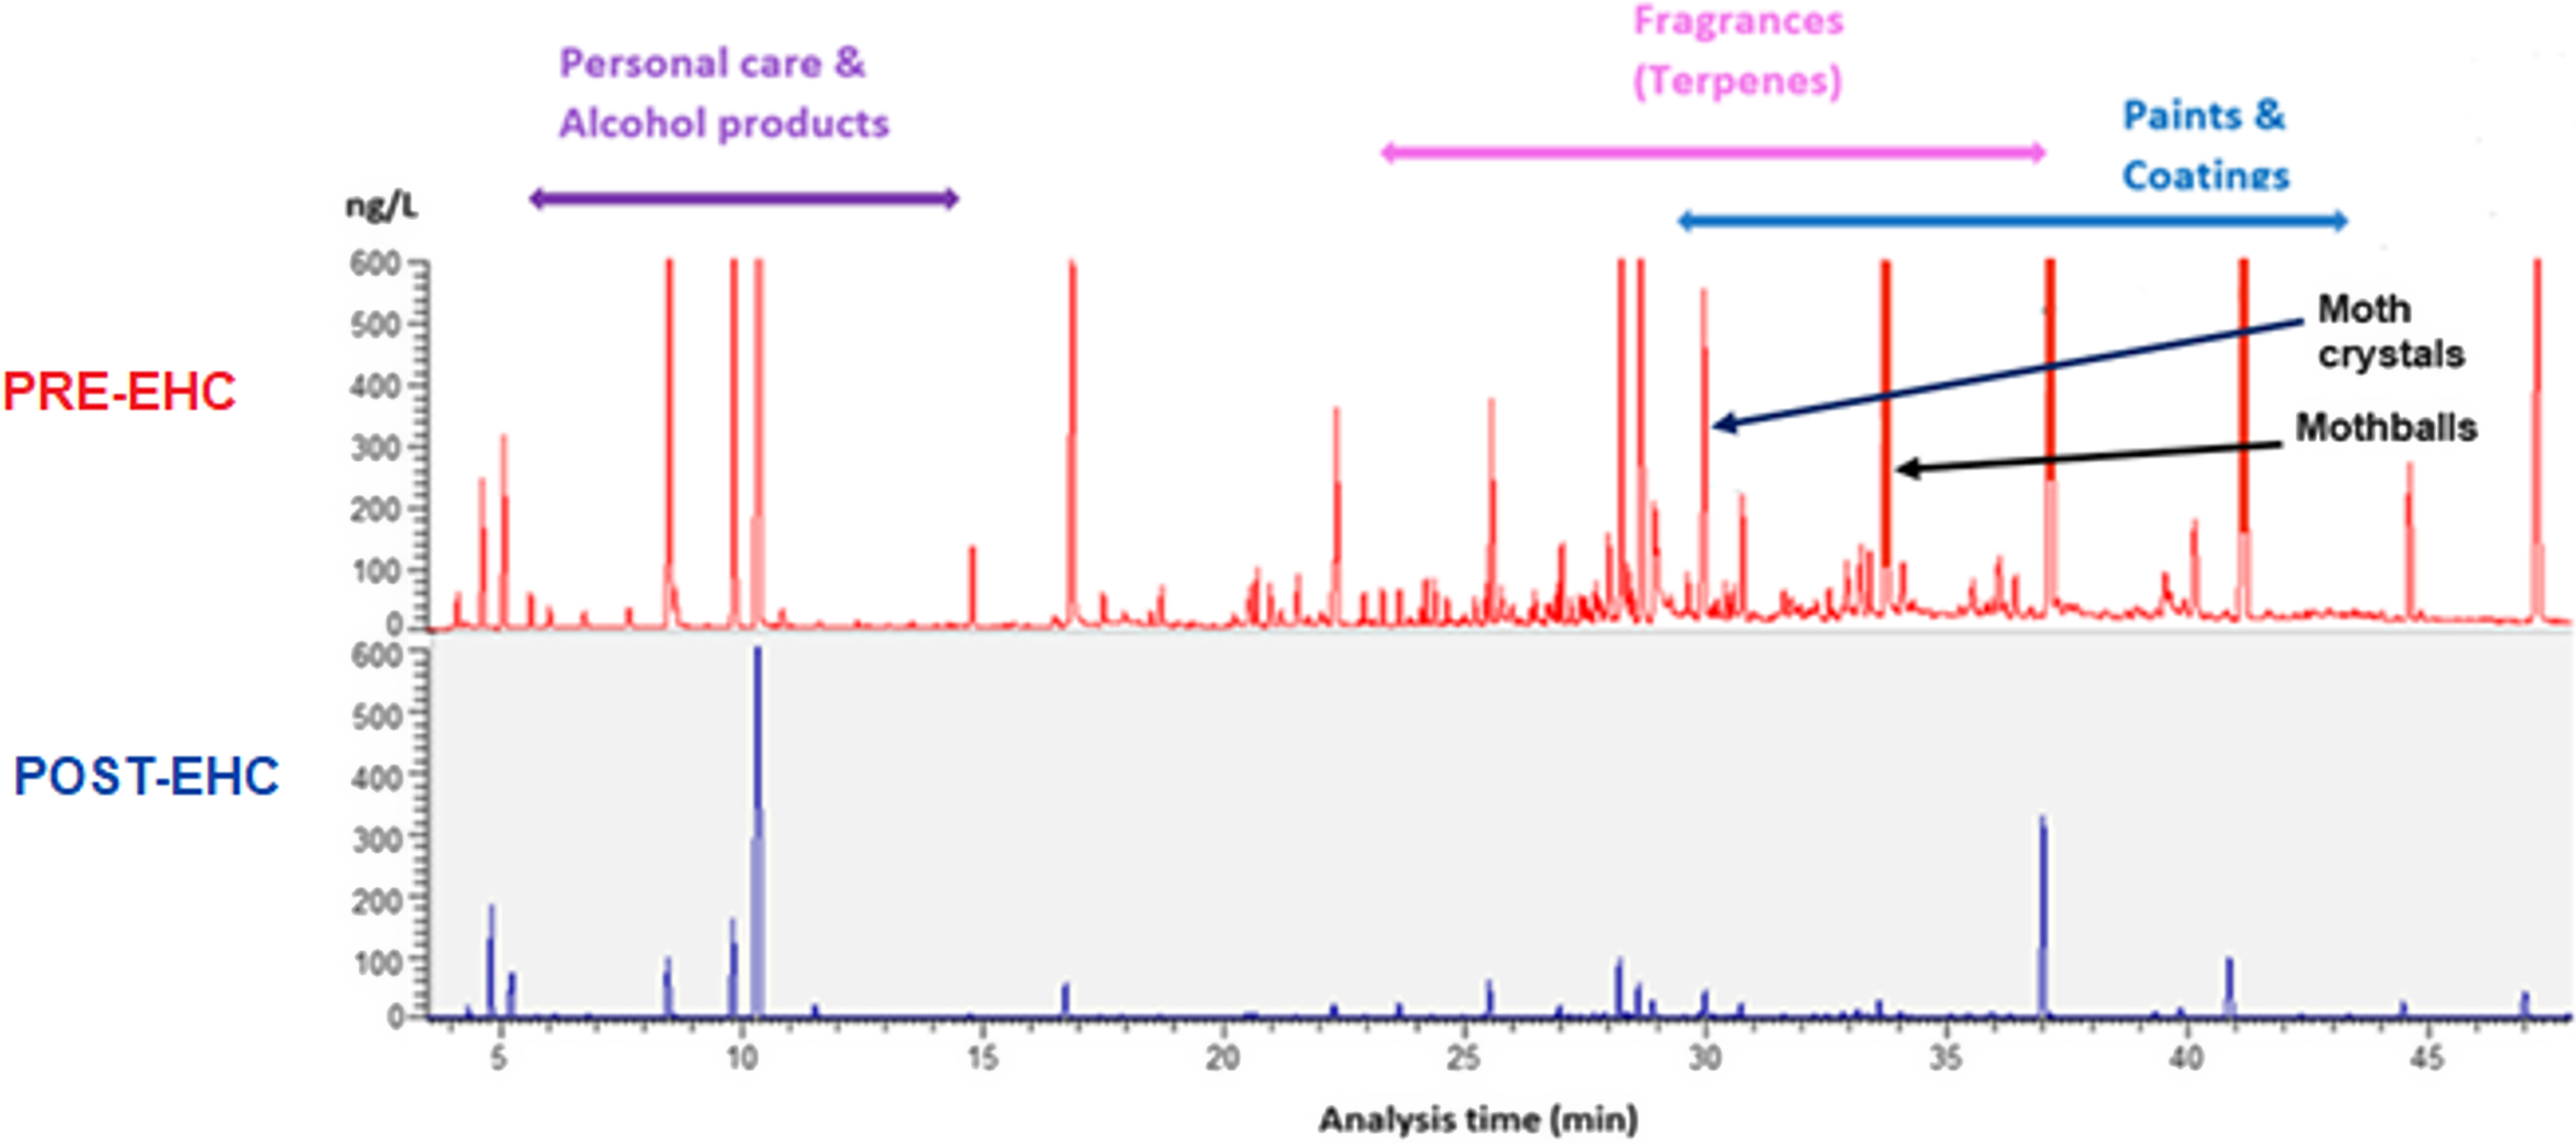 Fragrances
(Terpenes)
Personal care &
Alcohol products
Paints &
Coatings
ng/L
600
500
400
300
200
100
0
PRE-EHC
Moth
crystals
Mothballs
600
500
400
300
200
100
0
POST-EHC
5 10 15 20 25 30 35 40 45
Analysis time (min)